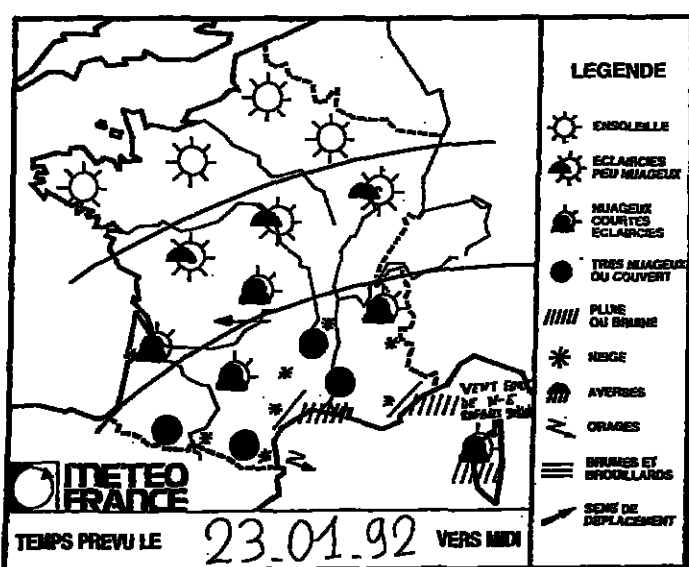 LEGENDE
ENSOLEILLE
ECLAIRCIES
PEU NUAGEUX
NUAGEUX
COURTES
ECLAIRCIES
TRES NUAGEUX
OU COUVERT
PLUIE
OU BRUINE
NEIGE
AVERSES
ORAGES
BRUMES ET
BROUILLARDS
SENS DE
DEPLACEMENT
VENT
DE N-E
METEO
FRANCE
TEMPS PREVU LE 23.01.92 VERS MIDI